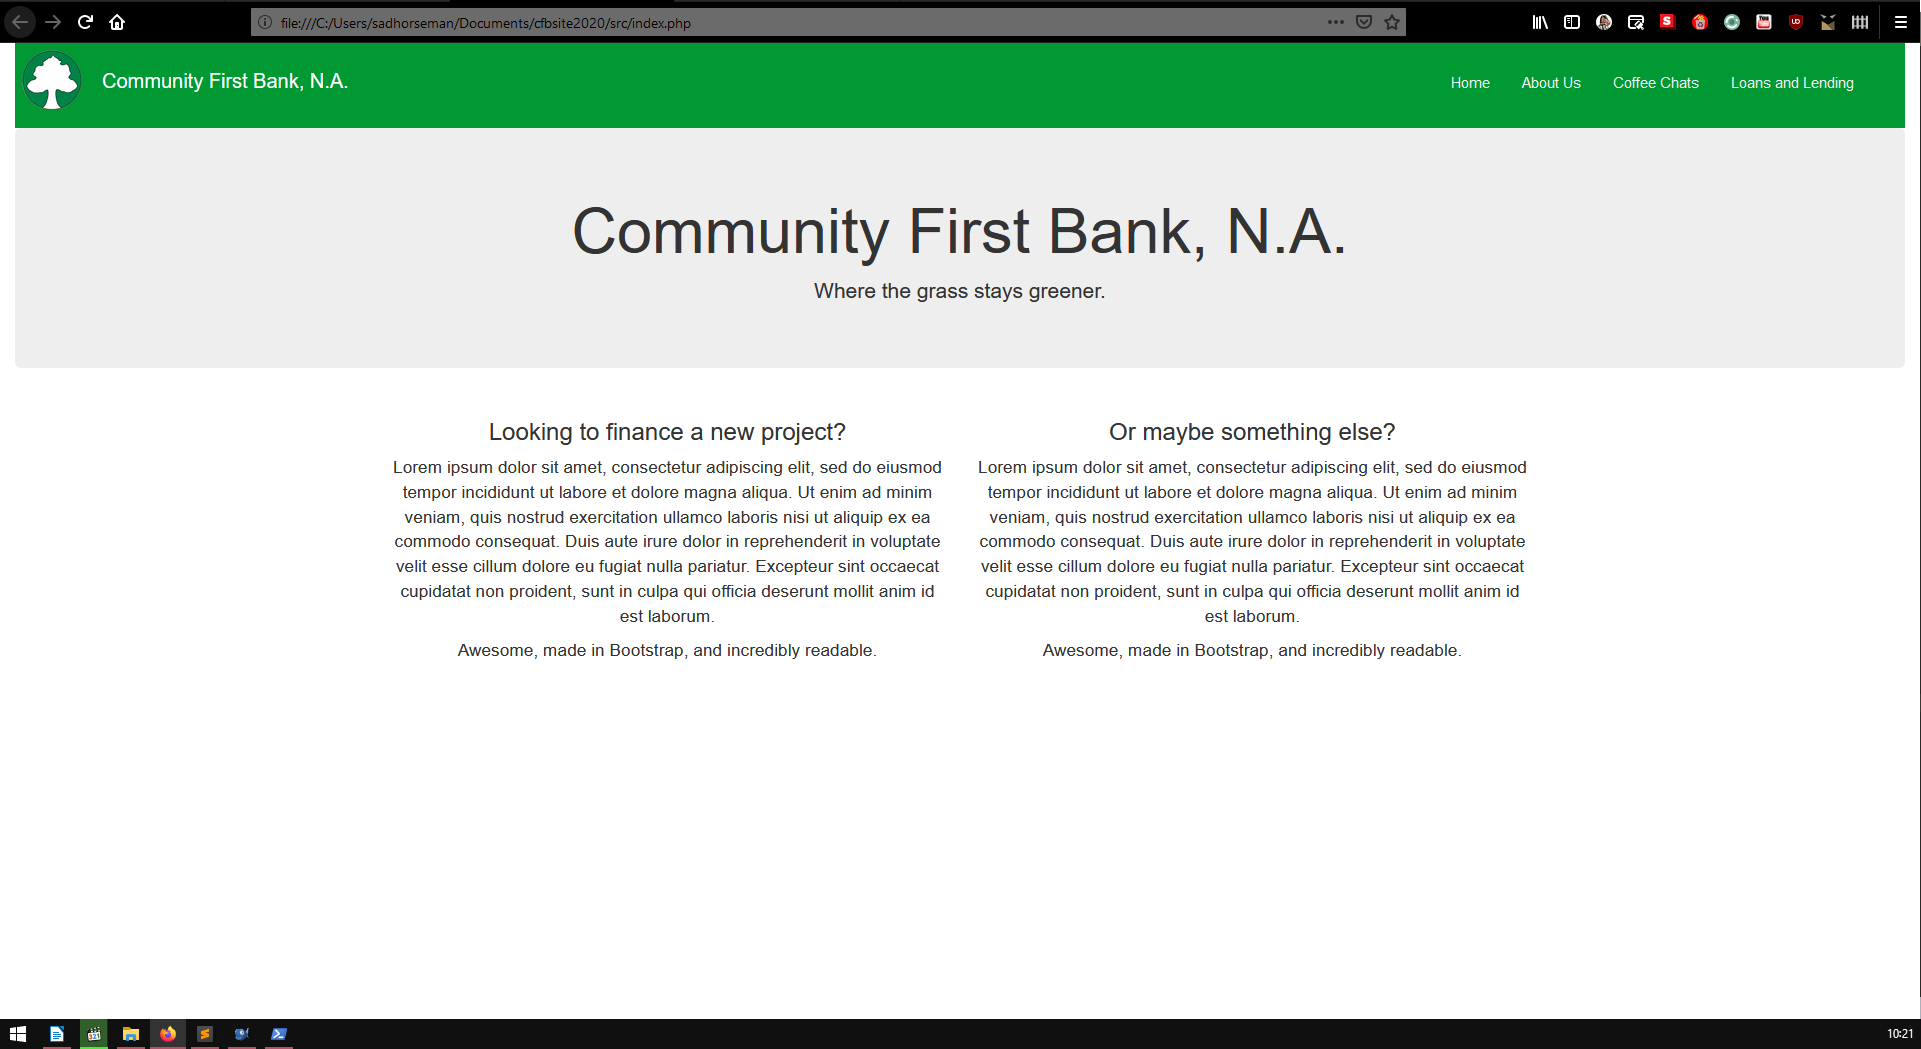 file:///C:/Users/sadhorseman/Documents/cfbsite2020/src/index.php
Community First Bank, N.A.
Home About Us Coffee Chats Loans and Lending
Community First Bank, N.A.
Where the grass stays greener.
Looking to finance a new project?
Lorem ipsum dolor sit amet, consectetur adipiscing elit, sed do eiusmod
tempor incididunt ut labore et dolore magna aliqua. Ut enim ad minim
veniam, quis nostrud exercitation ullamco laboris nisi ut aliquip ex ea
commodo consequat. Duis aute irure dolor in reprehenderit in voluptate
velit esse cillum dolore eu fugiat nulla pariatur. Excepteur sint occaecat
cupidatat non proident, sunt in culpa qui officia deserunt mollit anim id
est laborum.
Awesome, made in Bootstrap, and incredibly readable.
Or maybe something else?
Lorem ipsum dolor sit amet, consectetur adipiscing elit, sed do eiusmod
tempor incididunt ut labore et dolore magna aliqua. Ut enim ad minim
veniam, quis nostrud exercitation ullamco laboris nisi ut aliquip ex ea
commodo consequat. Duis aute irure dolor in reprehenderit in voluptate
velit esse cillum dolore eu fugiat nulla pariatur. Excepteur sint occaecat
cupidatat non proident, sunt in culpa qui officia deserunt mollit anim id
est laborum.
Awesome, made in Bootstrap, and incredibly readable.
10:21